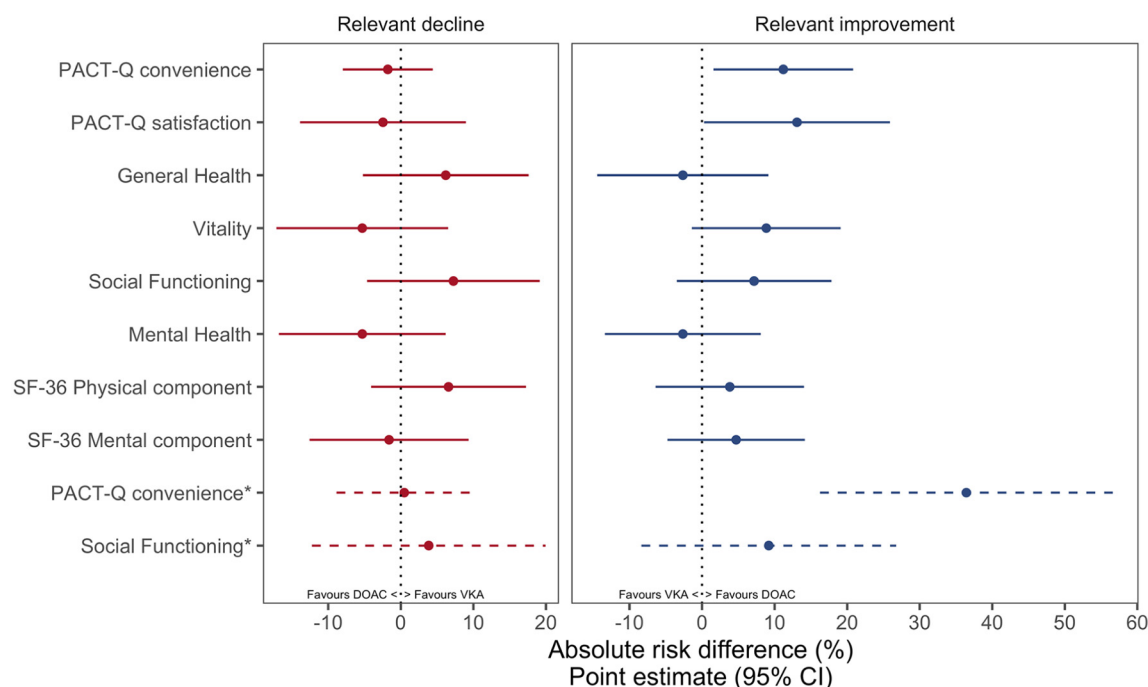 Relevant decline
Relevant improvement
PACT-Q convenience
PACT-Q satisfaction
General Health
Vitality
Social Functioning
Mental Health
SF-36 Physical component
SF-36 Mental component
PACT-Q convenience*
Social Functioning*
Favours DOAC <·> Favours VKA
Favours VKA <·> Favours DOAC
-10 0 10 20
-10 0 10 20 30 40 50 60
Absolute risk difference (%)
Point estimate (95% CI)